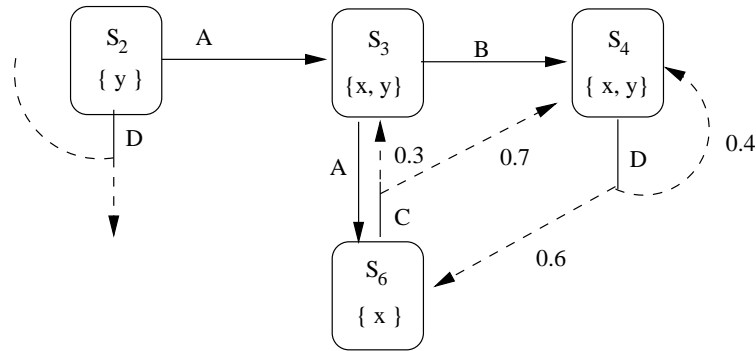 S2
{ y }
A
S3
{x, y}
B
S4
{ x, y}
D
A
0.3
0.7
D
0.4
C
0.6
S6
{ x }